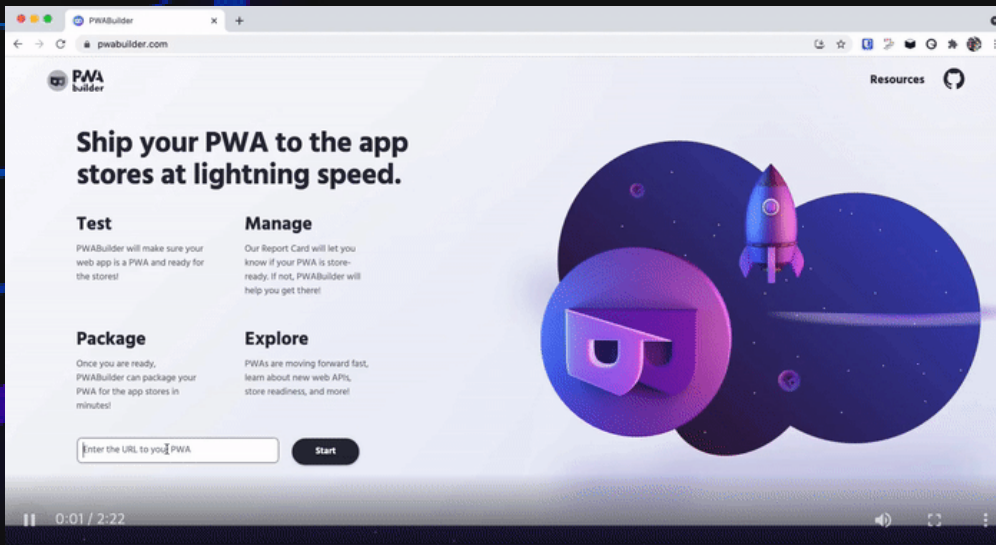 PWABuilder
pwabuilder.com
PWA
builder
Resources
Ship your PWA to the app
stores at lightning speed.
Test
PWABuilder will make sure your
web app is a PWA and ready for
the stores!
Manage
Our Report Card will let you
know if your PWA is store-
ready. If not, PWABuilder will
help you get there!
Package
Once you are ready,
PWABuilder can package your
PWA for the app stores in
minutes!
Explore
PWAs are moving forward fast,
learn about new web APIs,
store readiness, and more!
Enter the URL to your PWA
Start
0:01 / 2:22